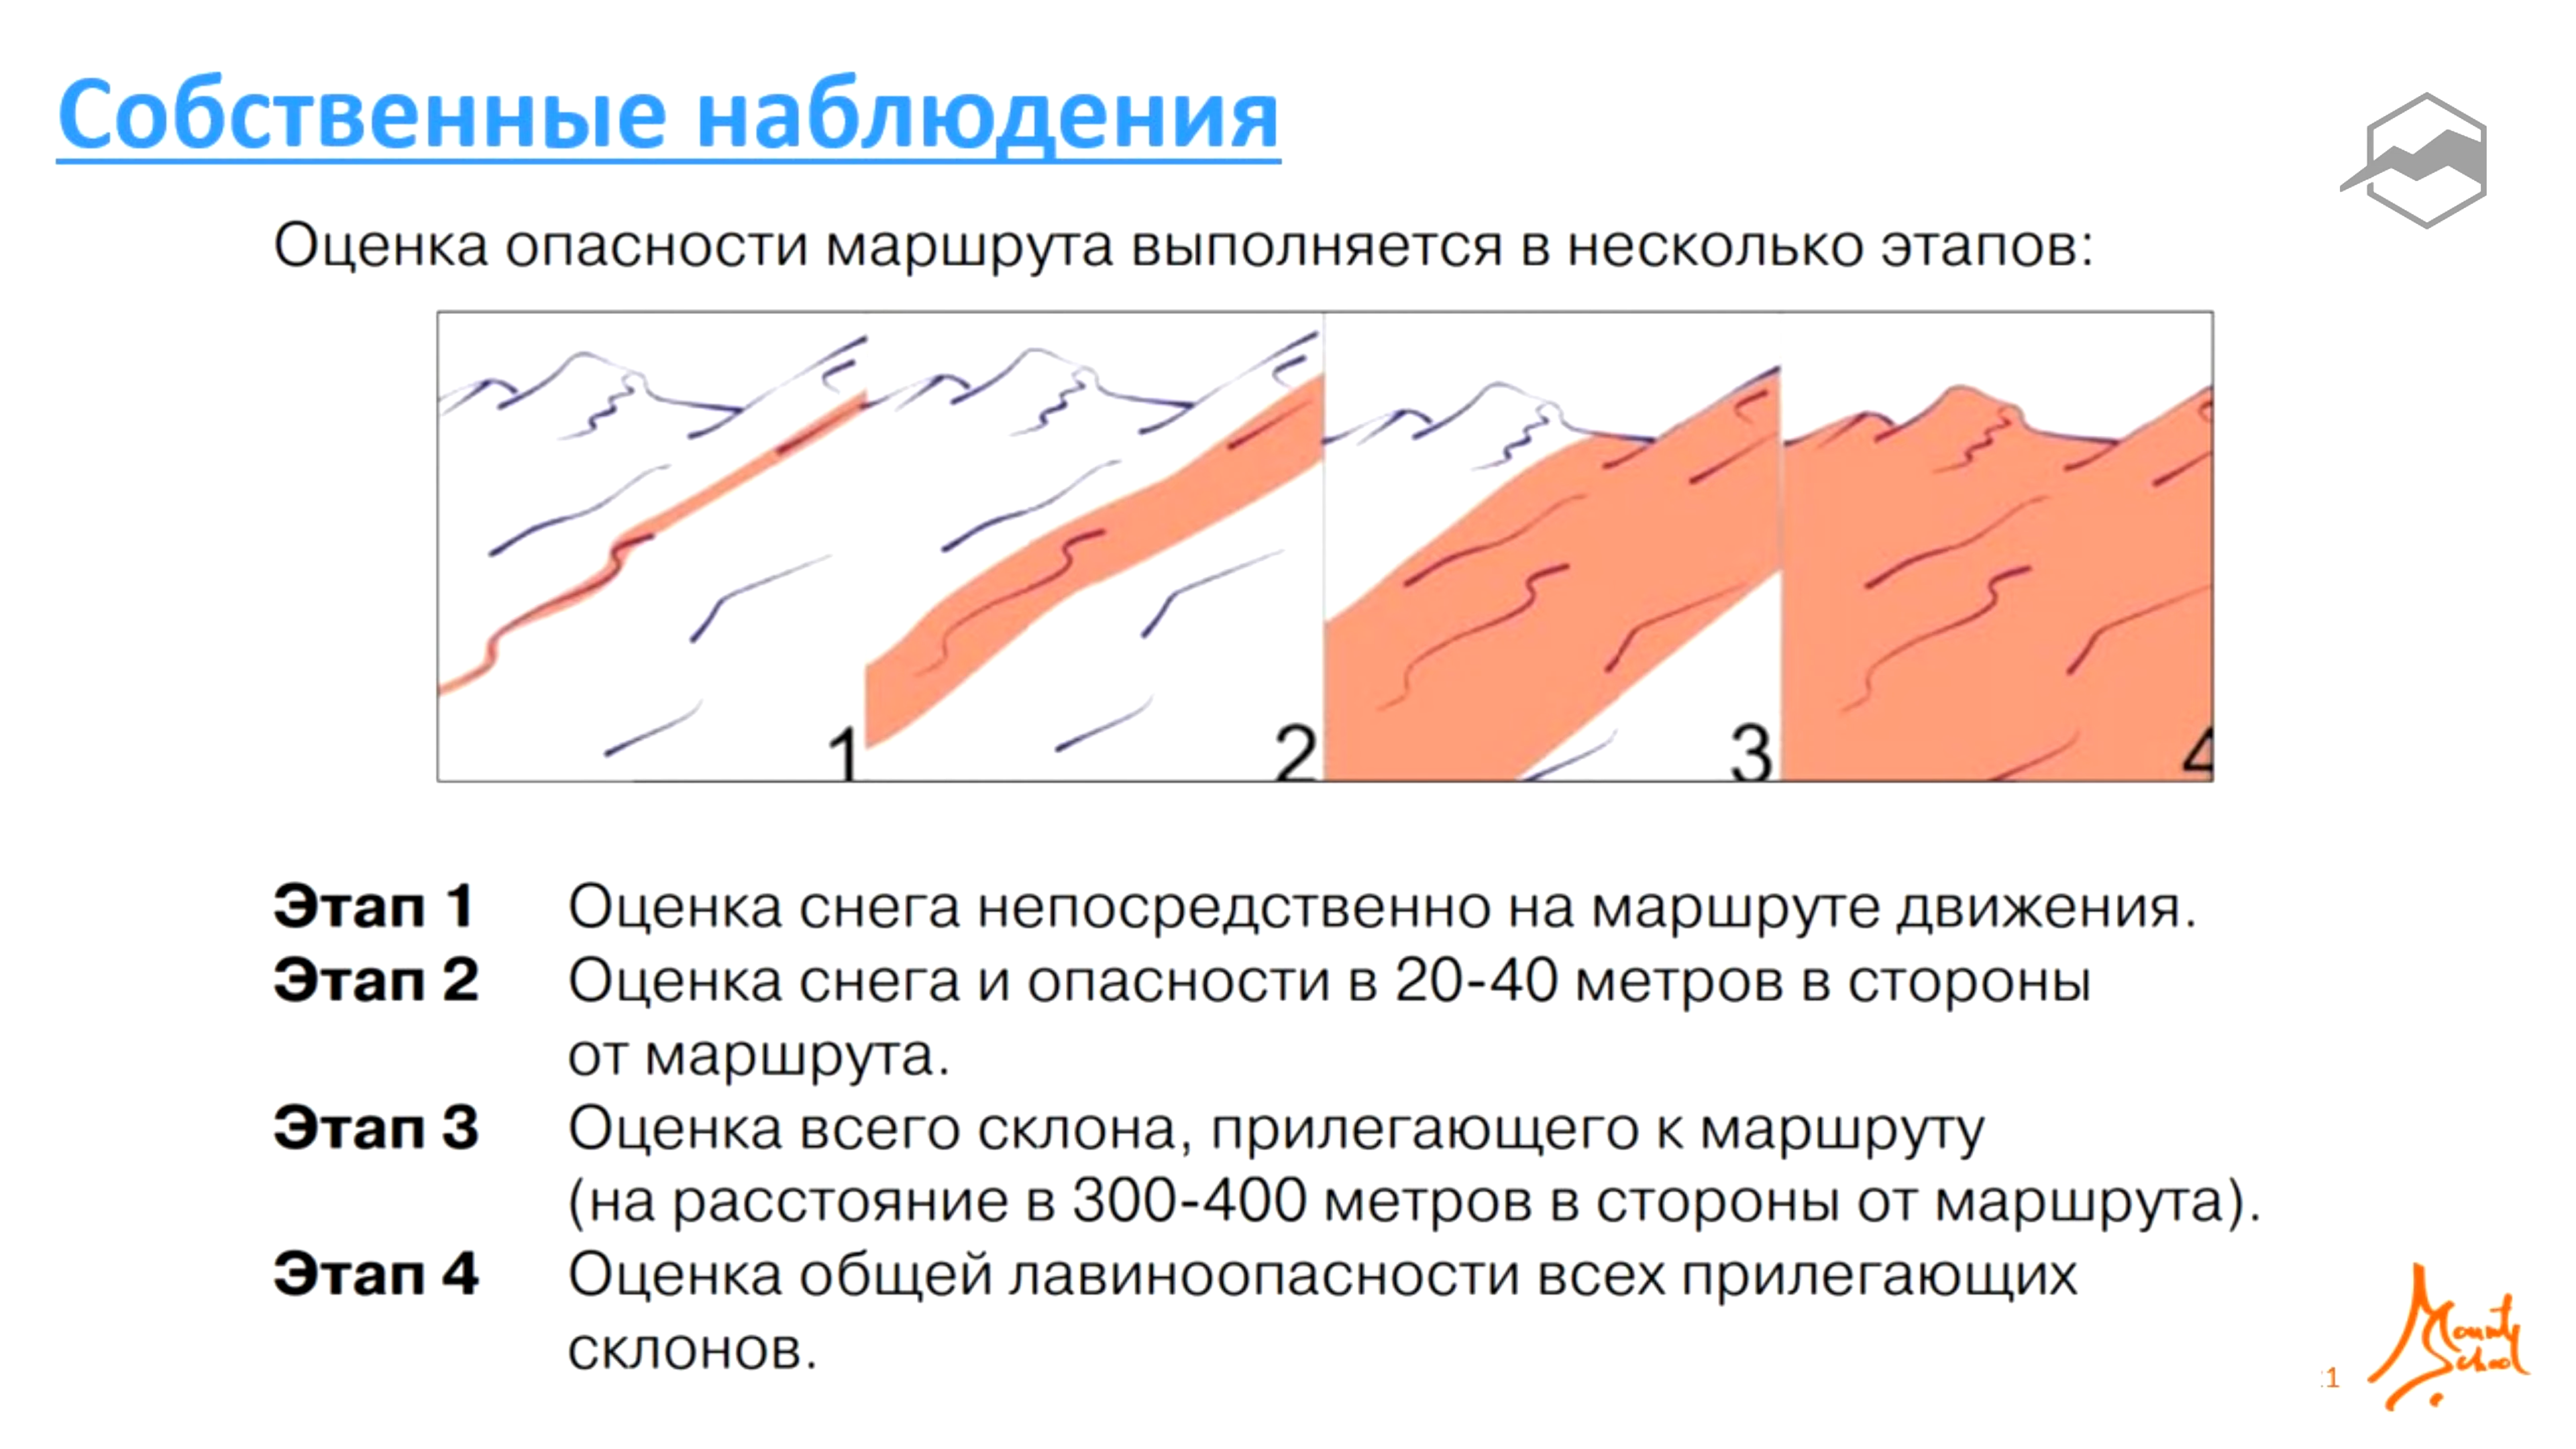 Собственные наблюдения
Оценка опасности маршрута выполняется в несколько этапов:
1 2 3 4
Этап 1 Оценка снега непосредственно на маршруте движения.
Этап 2 Оценка снега и опасности в 20-40 метров в стороны
от маршрута.
Этап 3 Оценка всего склона, прилегающего к маршруту
(на расстояние в 300-400 метров в стороны от маршрута).
Этап 4 Оценка общей лавиноопасности всех прилегающих
склонов.
School